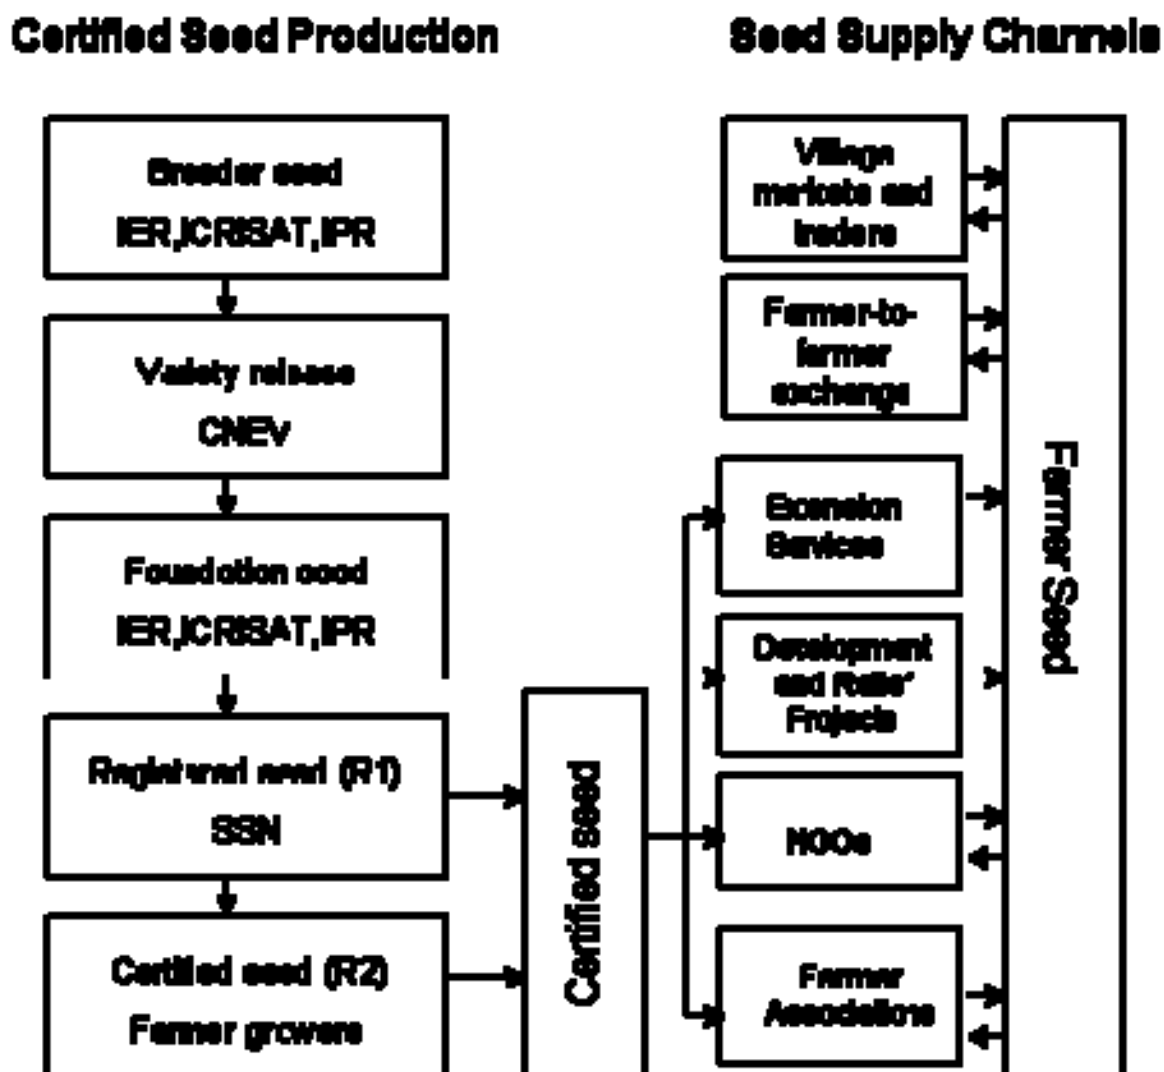 Certified Seed Production
Seed Supply Channels
Breeder seed
IER,ICRISAT,IPR
Variety release
CNEV
Foundation seed
IER,ICRISAT,IPR
Registered seed (R1)
SSN
Certified seed (R2)
Farmer growers
Certified seed
Village
markets and
traders
Farmer-to-
farmer
exchange
Extension
Services
Development
and Relief
Projects
NGOs
Farmer
Associations
Farmer Seed